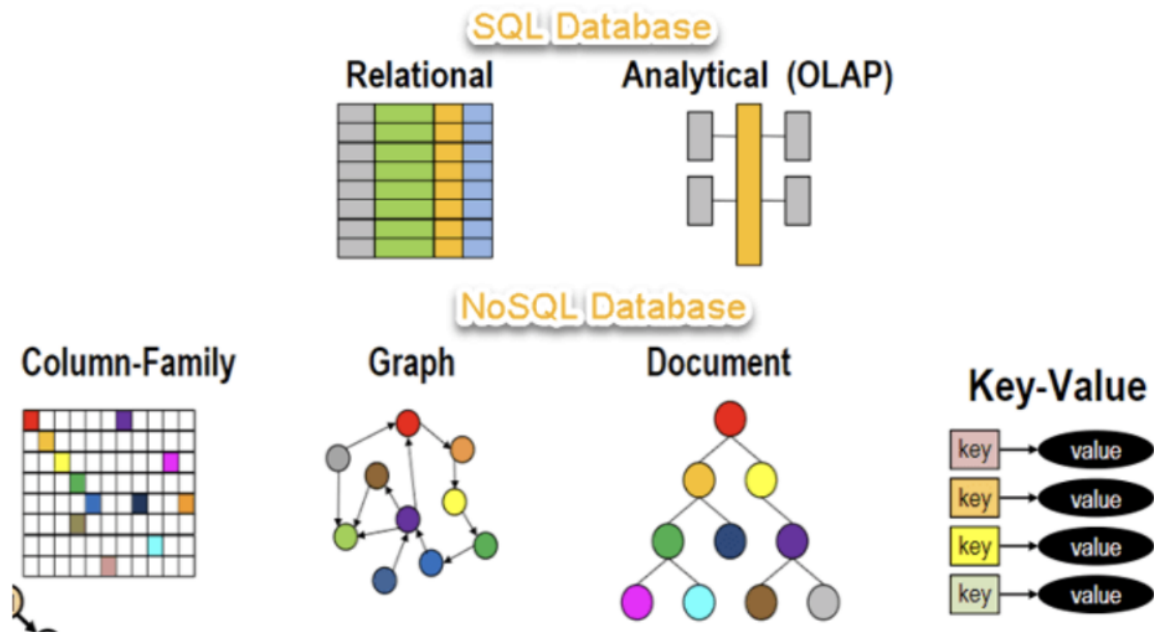 SQL Database
Relational
Analytical (OLAP)
NoSQL Database
Column-Family
Graph
Document
Key-Value
key
value
key
value
key
value
key
value